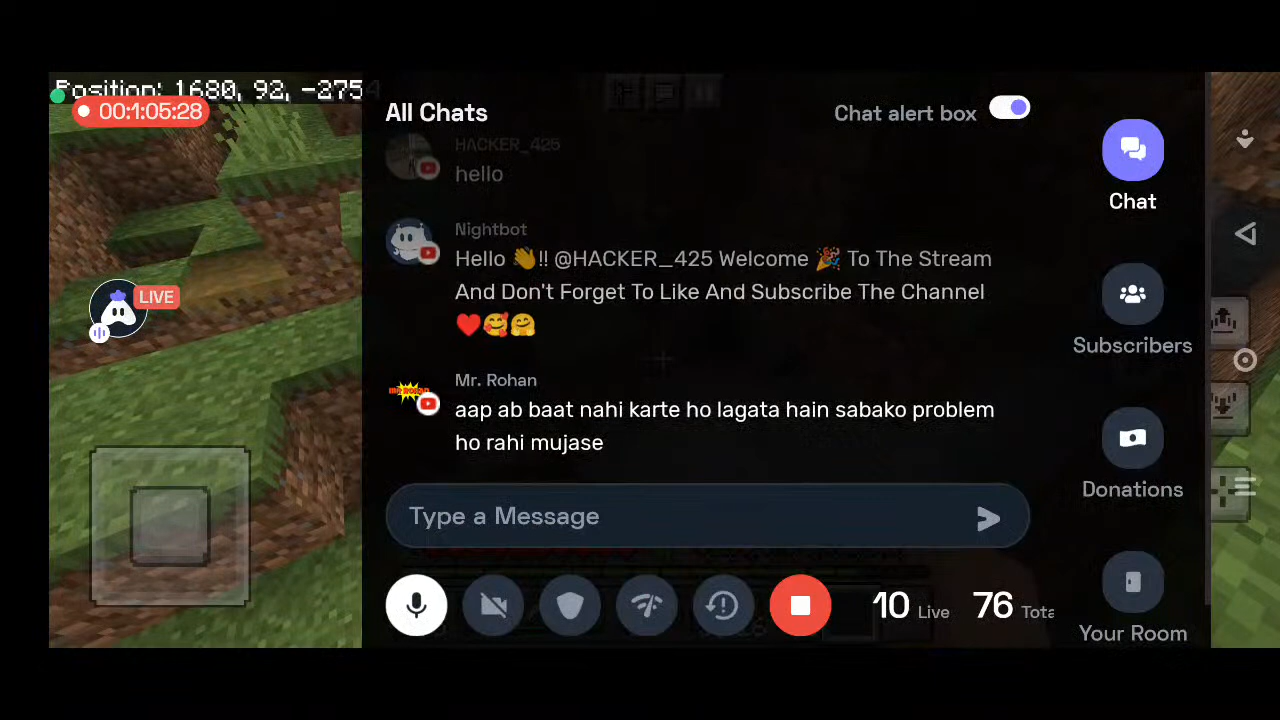 Position: 1680, 92, -2754
00:1:05:28
LIVE
All Chats
Chat alert box
HACKER_425
hello
Nightbot
Hello 👋!! @HACKER_425 Welcome 🎉 To The Stream
And Don't Forget To Like And Subscribe The Channel
❤️🥰🤗
Mr. Rohan
aap ab baat nahi karte ho lagata hain sabako problem
ho rahi mujase
Type a Message
10 Live 76 Tota
Chat
Subscribers
Donations
Your Room